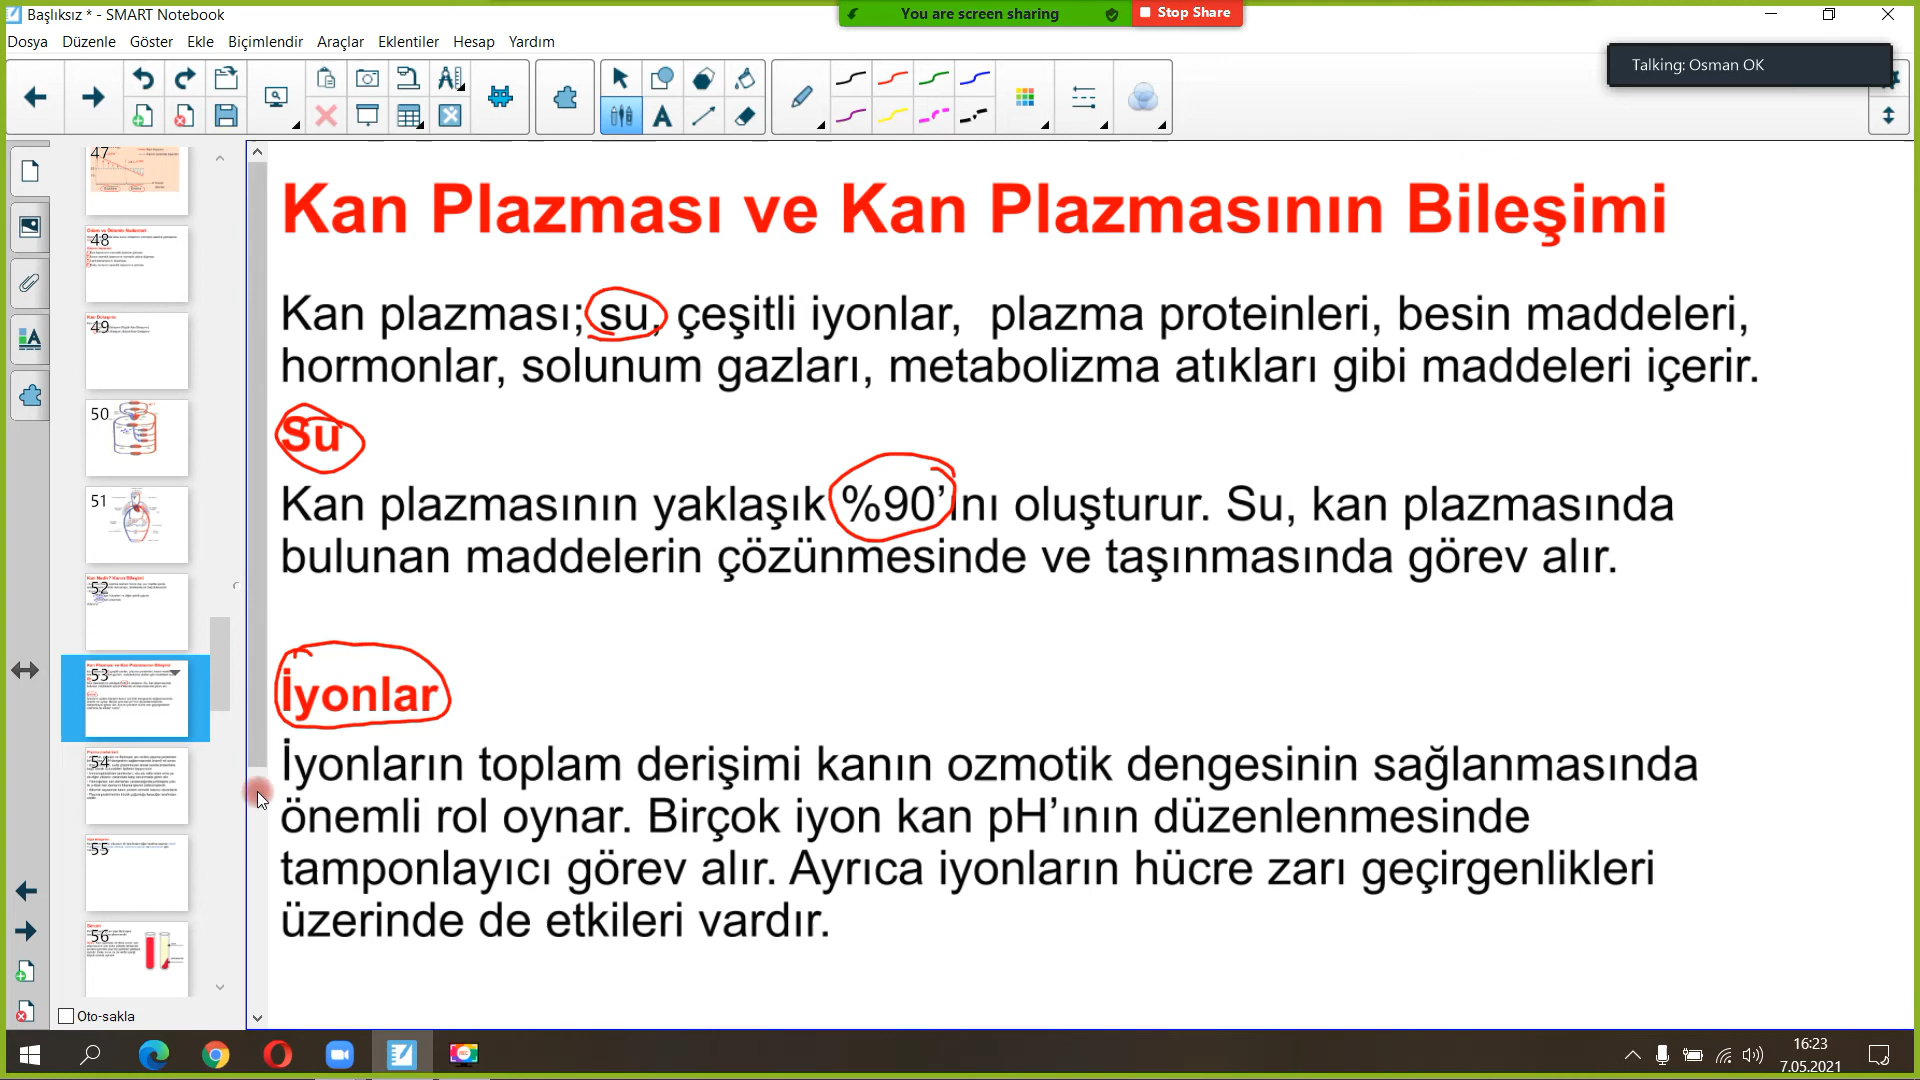 Başlıksız * - SMART Notebook
You are screen sharing
Stop Share
Dosya Düzenle Göster Ekle Biçimlendir Araçlar Eklentiler Hesap Yardım
Talking: Osman OK
Kan Plazması ve Kan Plazmasının Bileşimi
Kan plazması; su, çeşitli iyonlar, plazma proteinleri, besin maddeleri,
hormonlar, solunum gazları, metabolizma atıkları gibi maddeleri içerir.
Su
Kan plazmasının yaklaşık %90’ını oluşturur. Su, kan plazmasında
bulunan maddelerin çözünmesinde ve taşınmasında görev alır.
İyonlar
İyonların toplam derişimi kanın ozmotik dengesinin sağlanmasında
önemli rol oynar. Birçok iyon kan pH’ının düzenlenmesinde
tamponlayıcı görev alır. Ayrıca iyonların hücre zarı geçirgenlikleri
üzerinde de etkileri vardır.
47
48
49
50
51
52
53
54
55
56
Oto-sakla
16:23
7.05.2021